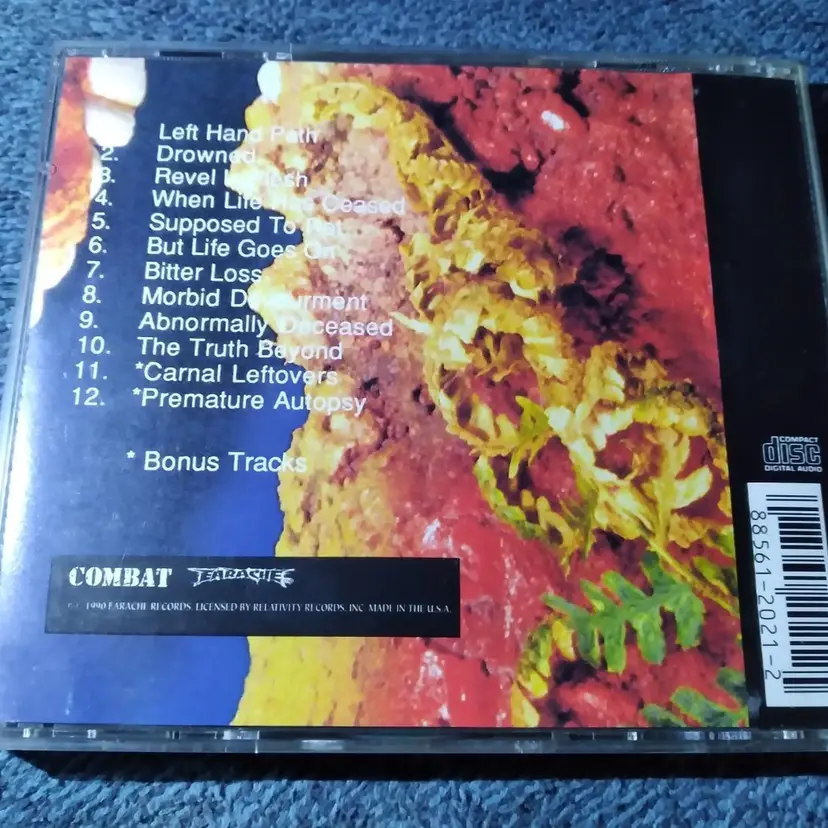 Left Hand Path
2. Drowned
3. Revel In Flesh
4. When Life Has Ceased
5. Supposed To Rot
6. But Life Goes On
7. Bitter Loss
8. Morbid Devourment
9. Abnormally Deceased
10. The Truth Beyond
11. *Carnal Leftovers
12. *Premature Autopsy
* Bonus Tracks
COMBAT EARACHE
1990 EARACHE RECORDS. LICENSED BY RELATIVITY RECORDS, INC. MADE IN THE U.S.A.
COMPACT
disc
DIGITAL AUDIO
88561-2021-2